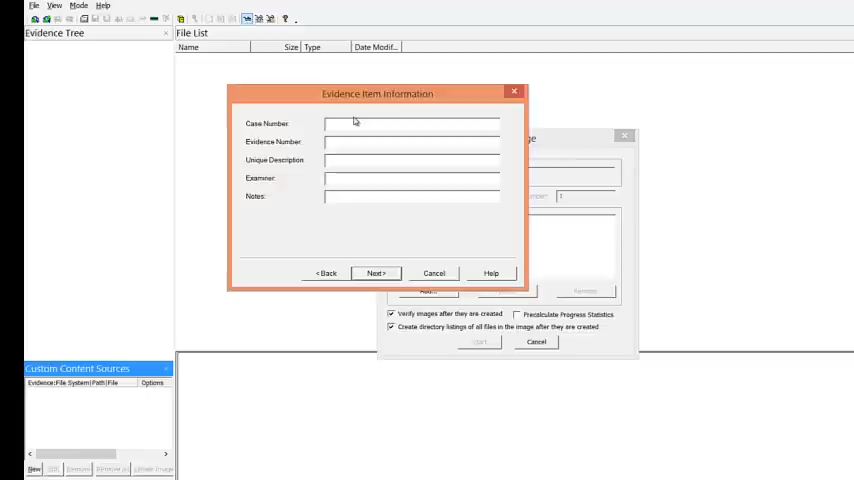 File View Mode Help
Evidence Tree
File List
Name Size Type Date Modif...
Evidence Item Information
Case Number:
Evidence Number:
Unique Description:
Examiner:
Notes:
< Back Next > Cancel Help
Add...
Verify images after they are created Precalculate Progress Statistics
Create directory listings of all files in the image after they are created
Start Cancel
Custom Content Sources
Evidence:File System|Path|File Options
New